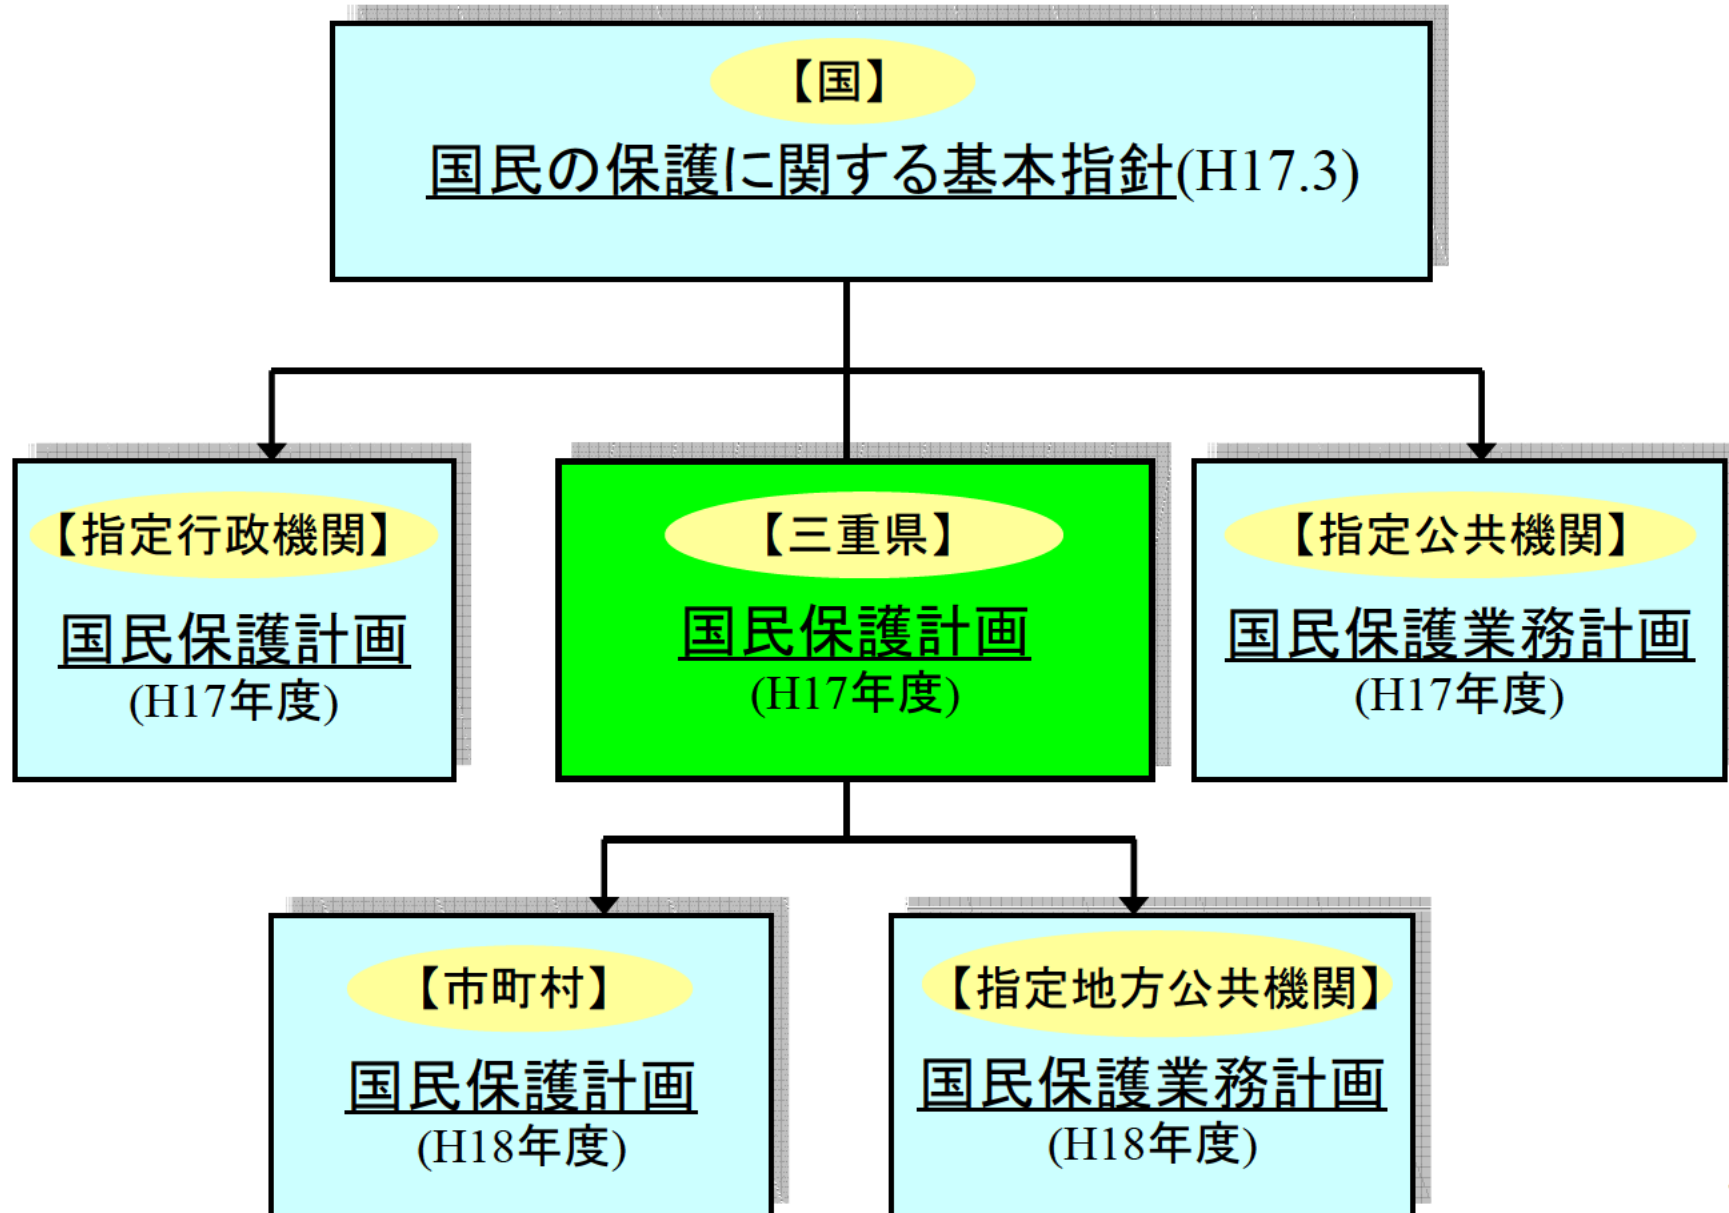 【国】
国民の保護に関する基本指針(H17.3)
【指定行政機関】
国民保護計画
(H17年度)
【三重県】
国民保護計画
(H17年度)
【指定公共機関】
国民保護業務計画
(H17年度)
【市町村】
国民保護計画
(H18年度)
【指定地方公共機関】
国民保護業務計画
(H18年度)